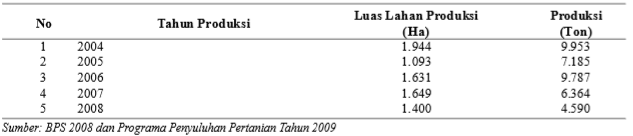 No Tahun Produksi Luas Lahan Produksi (Ha) Produksi (Ton)
1 2004 1.944 9.953
2 2005 1.093 7.185
3 2006 1.631 9.787
4 2007 1.649 6.364
5 2008 1.400 4.590
Sumber: BPS 2008 dan Programa Penyuluhan Pertanian Tahun 2009